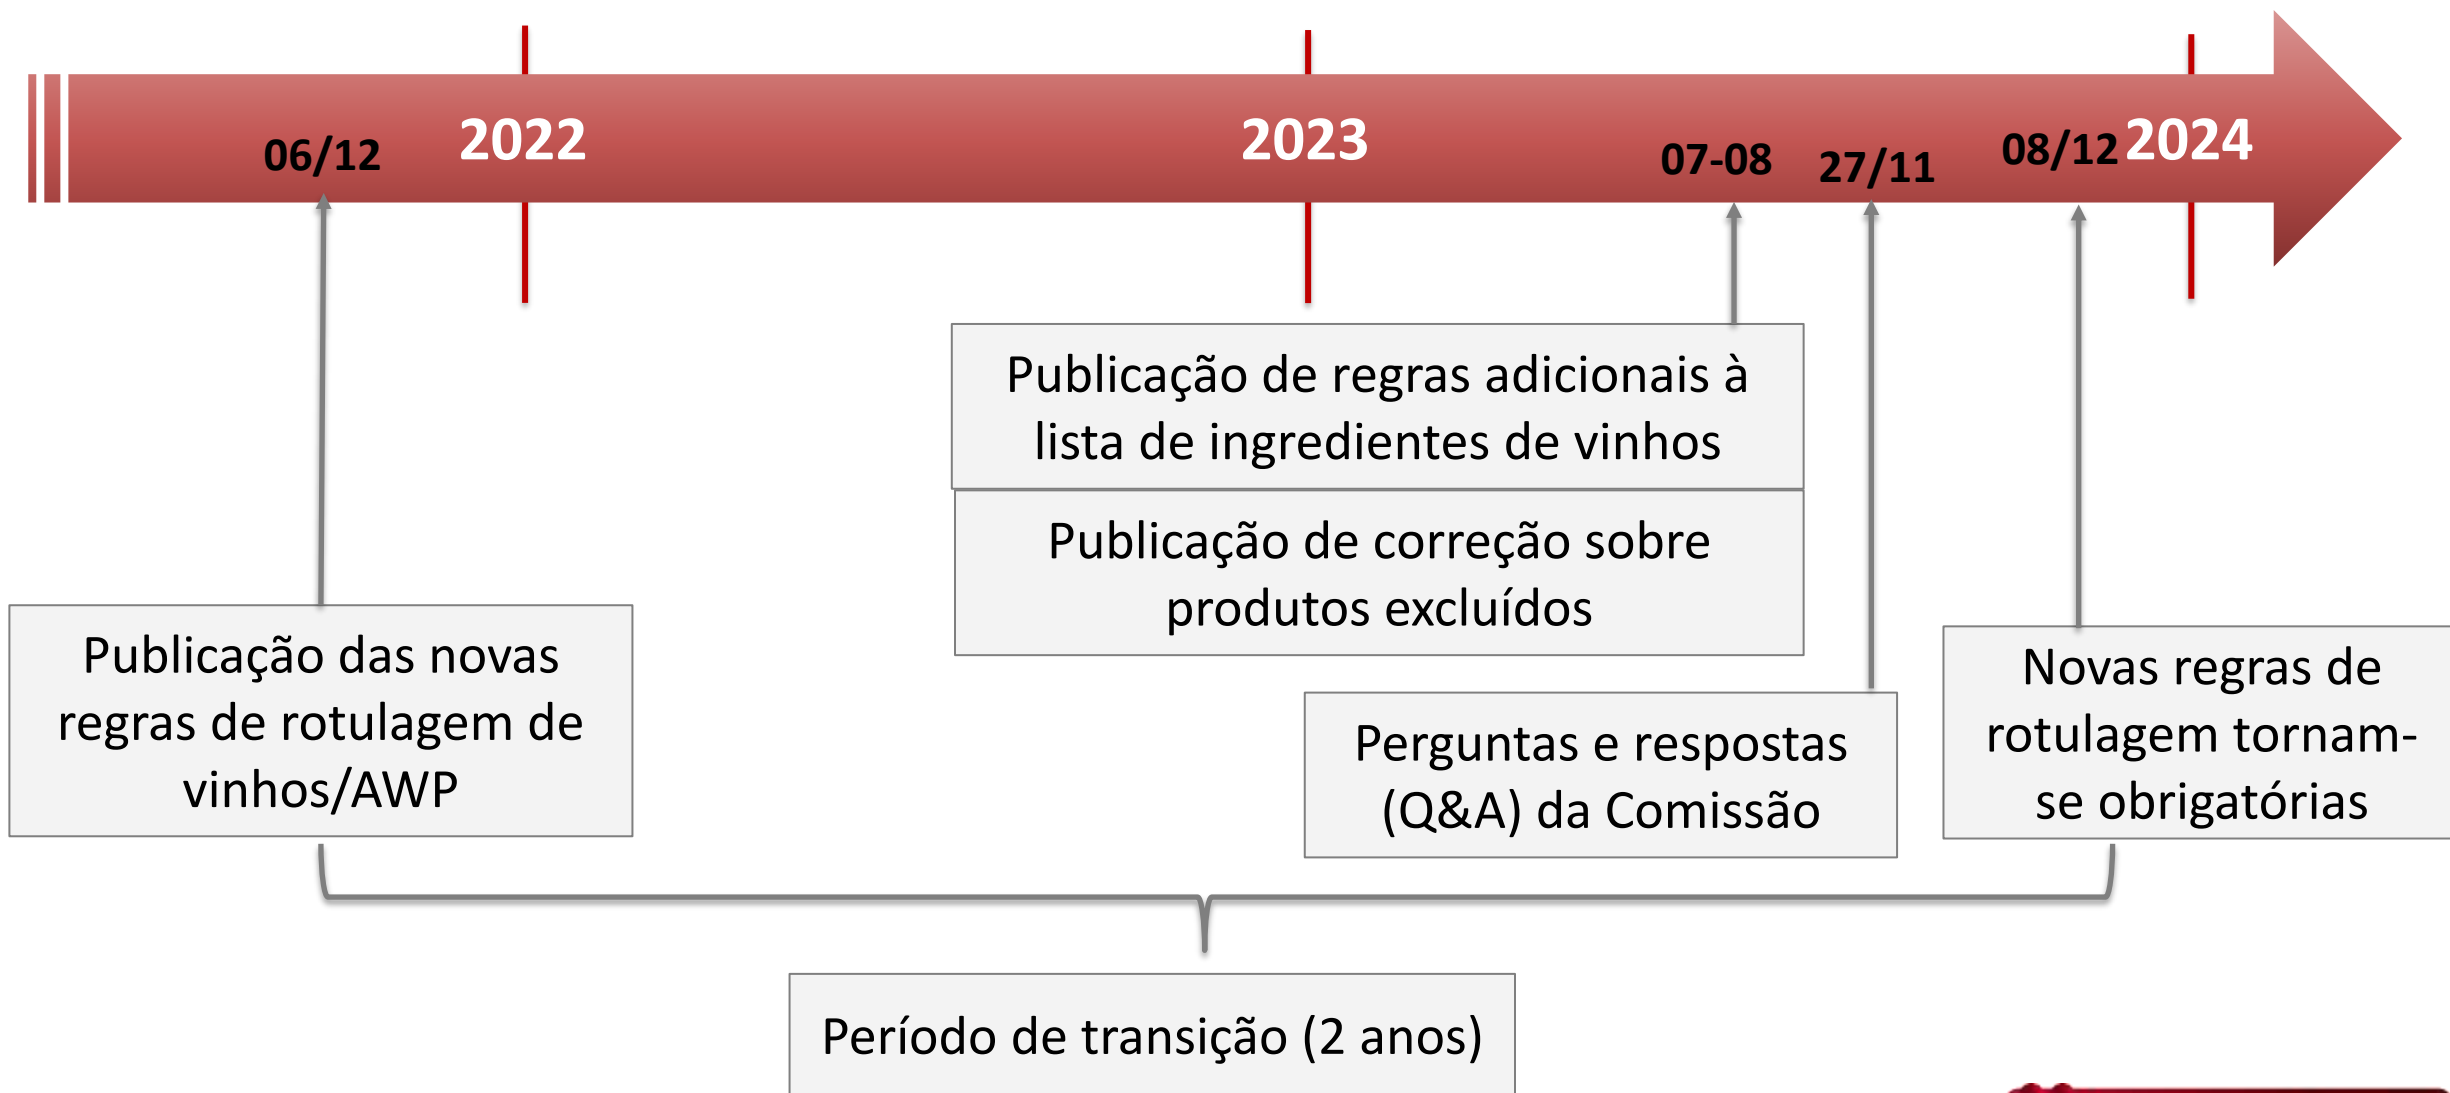 06/12
2022
2023
07-08
27/11
08/12
2024
Publicação de regras adicionais à
lista de ingredientes de vinhos
Publicação de correção sobre
produtos excluídos
Publicação das novas
regras de rotulagem de
vinhos/AWP
Perguntas e respostas
(Q&A) da Comissão
Novas regras de
rotulagem tornam-
se obrigatórias
Período de transição (2 anos)